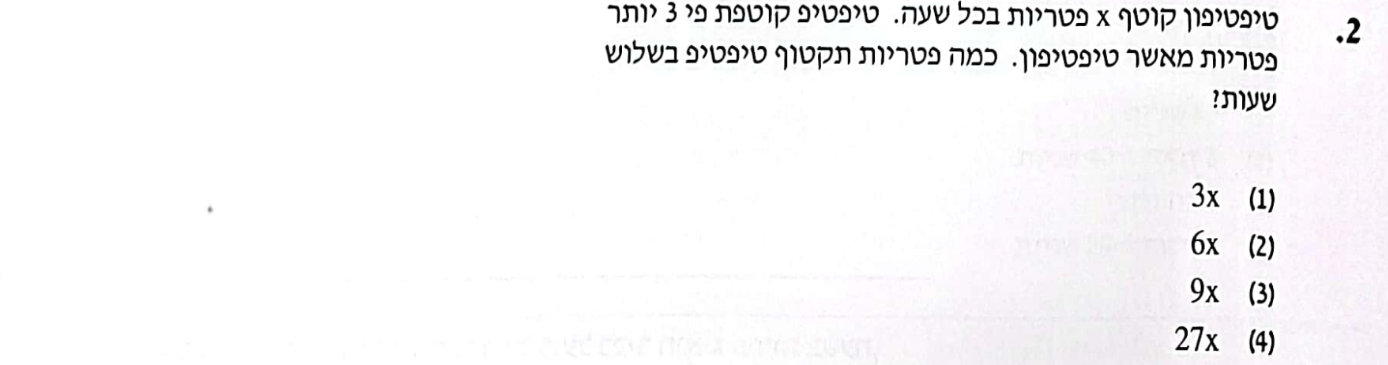 2. טיפטיפון קוטף x פטריות בכל שעה. טיפטיפ קוטפת פי 3 יותר
פטריות מאשר טיפטיפון. כמה פטריות תקטוף טיפטיפ בשלוש
שעות?
(1) 3x
(2) 6x
(3) 9x
(4) 27x